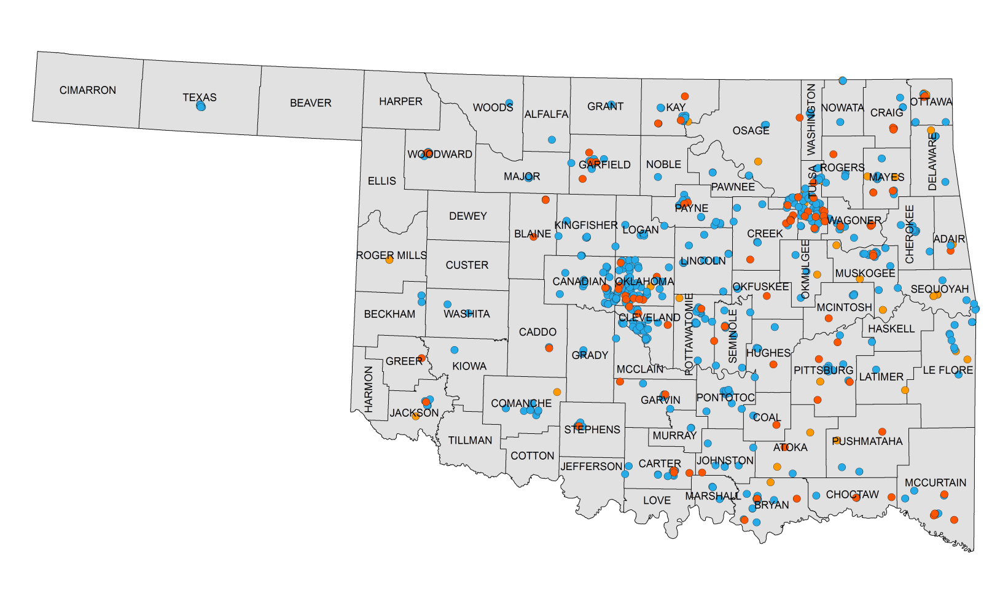 CIMARRON
TEXAS
BEAVER
HARPER
WOODS
ALFALFA
GRANT
KAY
OSAGE
WASHINGTON
NOWATA
CRAIG
OTTAWA
WOODWARD
ELLIS
MAJOR
GARFIELD
NOBLE
PAWNEE
TULSA
ROGERS
MAYES
DELAWARE
DEWEY
BLAINE
KINGFISHER
LOGAN
PAYNE
CREEK
WAGONER
CHEROKEE
ADAIR
ROGER MILLS
CUSTER
CANADIAN
OKLAHOMA
LINCOLN
OKFUSKEE
OKMULGEE
MUSKOGEE
SEQUOYAH
BECKHAM
WASHITA
CADDO
GRADY
CLEVELAND
POTTAWATOMIE
SEMINOLE
HUGHES
MCINTOSH
HASKELL
GREER
KIOWA
MCCLAIN
PITTSBURG
LATIMER
LE FLORE
HARMON
JACKSON
COMANCHE
STEPHENS
GARVIN
PONTOTOC
COAL
TILLMAN
COTTON
JEFFERSON
MURRAY
CARTER
JOHNSTON
ATOKA
PUSHMATAHA
LOVE
MARSHALL
BRYAN
CHOCTAW
MCCURTAIN